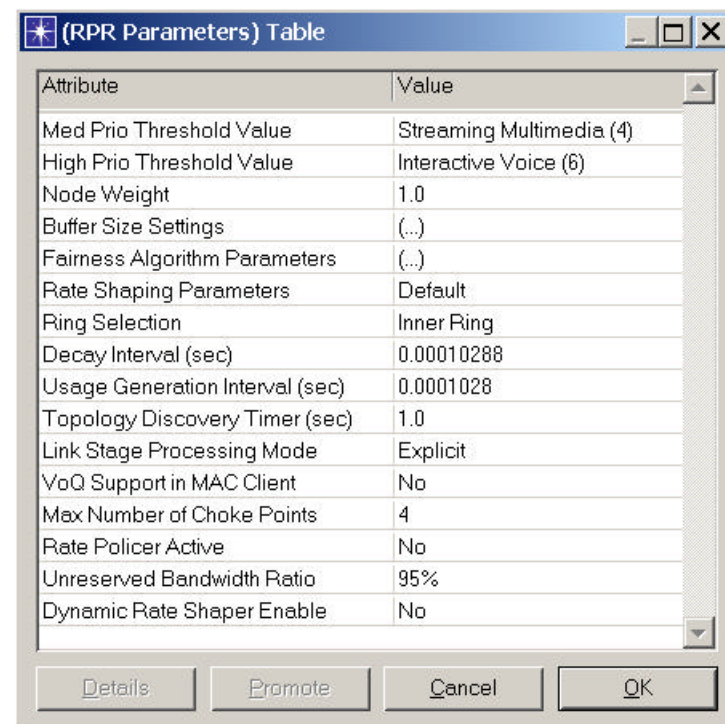 (RPR Parameters) Table
Attribute Value
Med Prio Threshold Value Streaming Multimedia (4)
High Prio Threshold Value Interactive Voice (6)
Node Weight 1.0
Buffer Size Settings (...)
Fairness Algorithm Parameters (...)
Rate Shaping Parameters Default
Ring Selection Inner Ring
Decay Interval (sec) 0.00010288
Usage Generation Interval (sec) 0.0001028
Topology Discovery Timer (sec) 1.0
Link Stage Processing Mode Explicit
VoQ Support in MAC Client No
Max Number of Choke Points 4
Rate Policer Active No
Unreserved Bandwidth Ratio 95%
Dynamic Rate Shaper Enable No
Details Promote Cancel OK